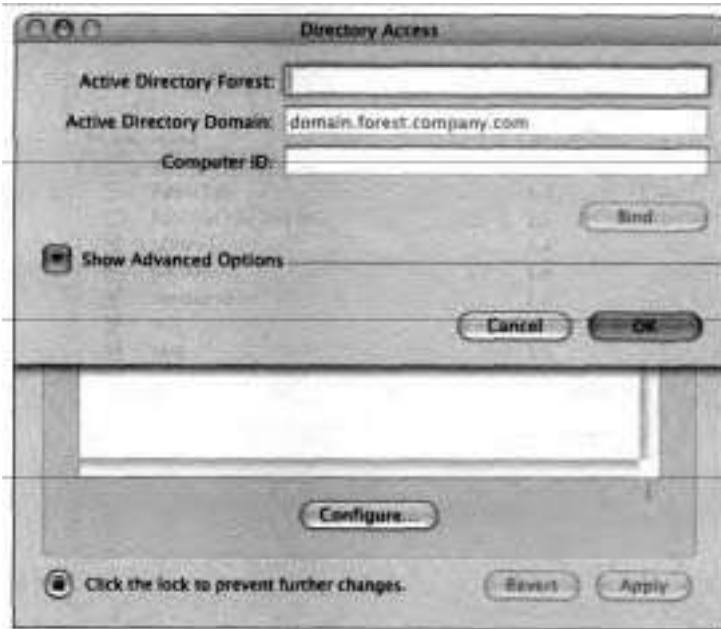 Directory Access
Active Directory Forest:
Active Directory Domain: domain.forest.company.com
Computer ID:
Bind
Show Advanced Options
Cancel OK
Configure...
Click the lock to prevent further changes.
Revert Apply